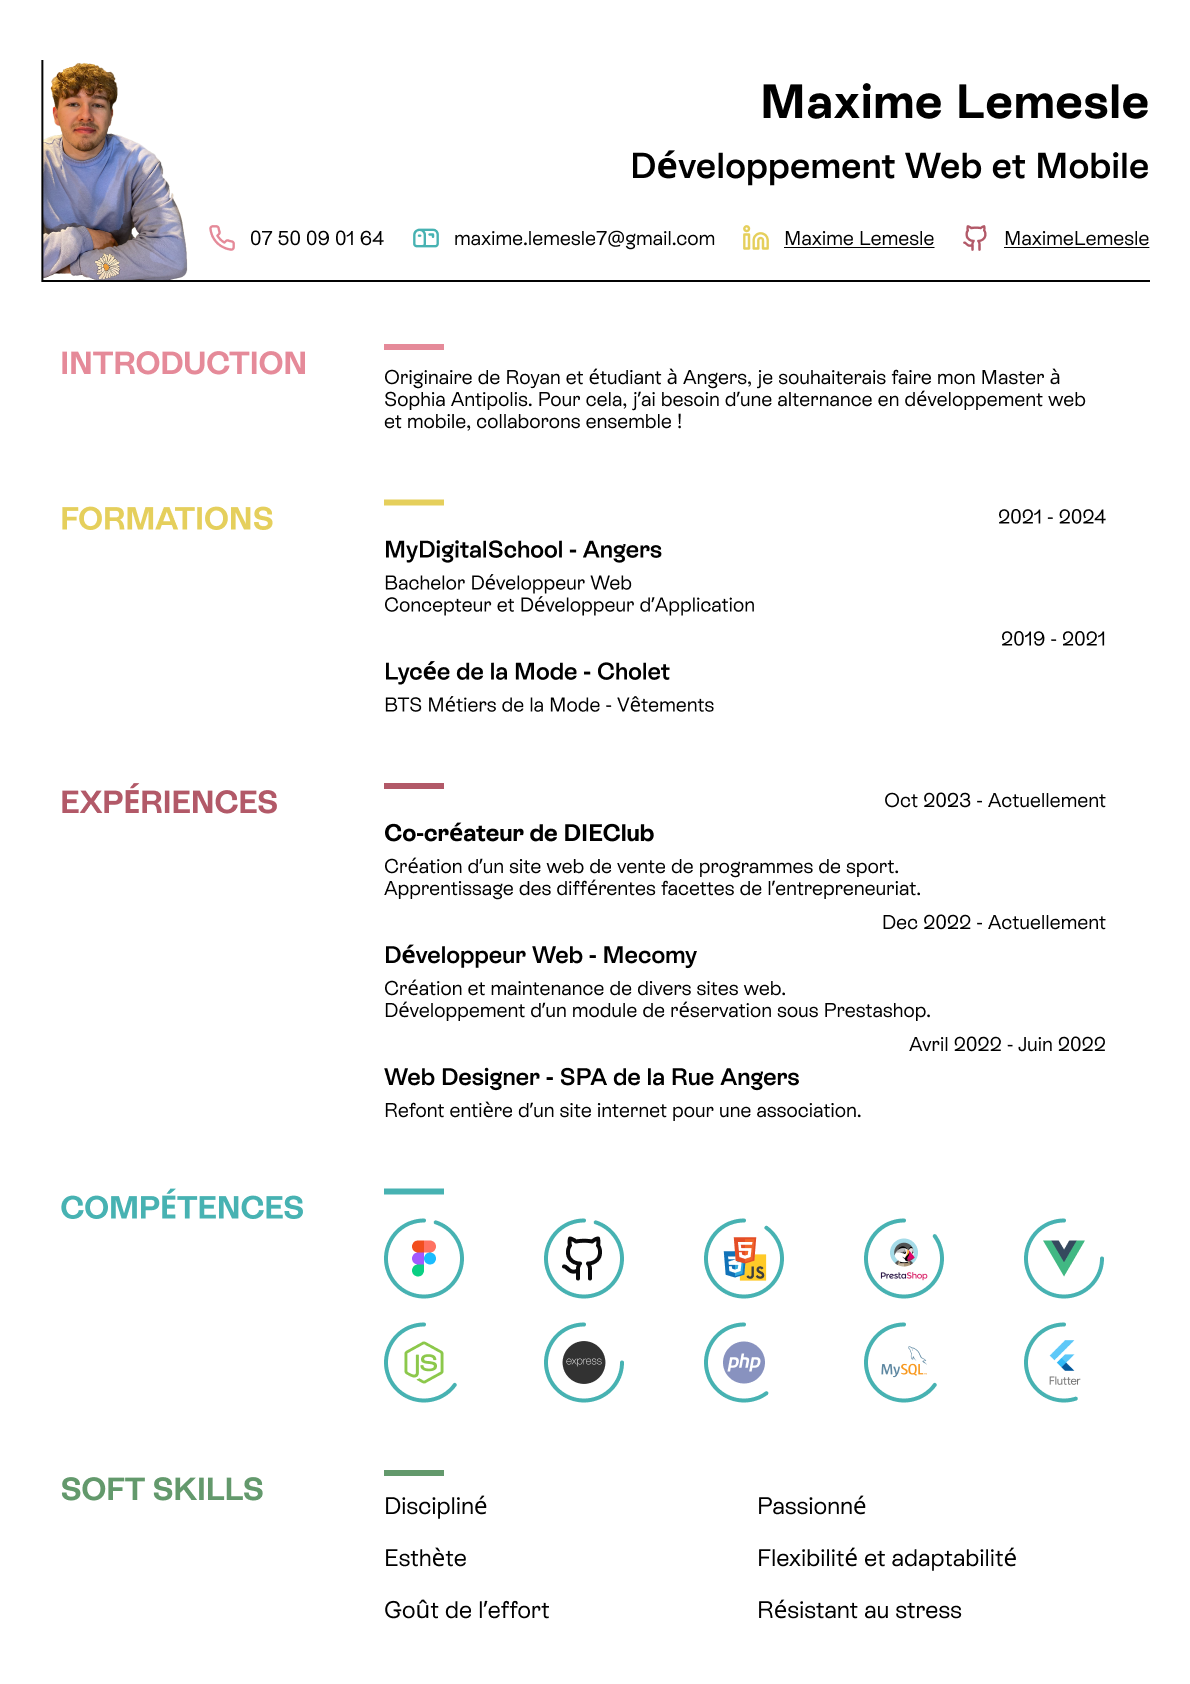 Maxime Lemesle
Développement Web et Mobile
07 50 09 01 64 maxime.lemesle7@gmail.com Maxime Lemesle MaximeLemesle
INTRODUCTION
Originaire de Royan et étudiant à Angers, je souhaiterais faire mon Master à
Sophia Antipolis. Pour cela, j'ai besoin d'une alternance en développement web
et mobile, collaborons ensemble !
FORMATIONS
2021 - 2024
MyDigitalSchool - Angers
Bachelor Développeur Web
Concepteur et Développeur d'Application
2019 - 2021
Lycée de la Mode - Cholet
BTS Métiers de la Mode - Vêtements
EXPÉRIENCES
Oct 2023 - Actuellement
Co-créateur de DIEClub
Création d'un site web de vente de programmes de sport.
Apprentissage des différentes facettes de l'entrepreneuriat.
Dec 2022 - Actuellement
Développeur Web - Mecomy
Création et maintenance de divers sites web.
Développement d'un module de réservation sous Prestashop.
Avril 2022 - Juin 2022
Web Designer - SPA de la Rue Angers
Refont entière d'un site internet pour une association.
COMPÉTENCES
5 3 JS PrestaShop
JS express php MySQL Flutter
SOFT SKILLS
Discipliné Passionné
Esthète Flexibilité et adaptabilité
Goût de l'effort Résistant au stress